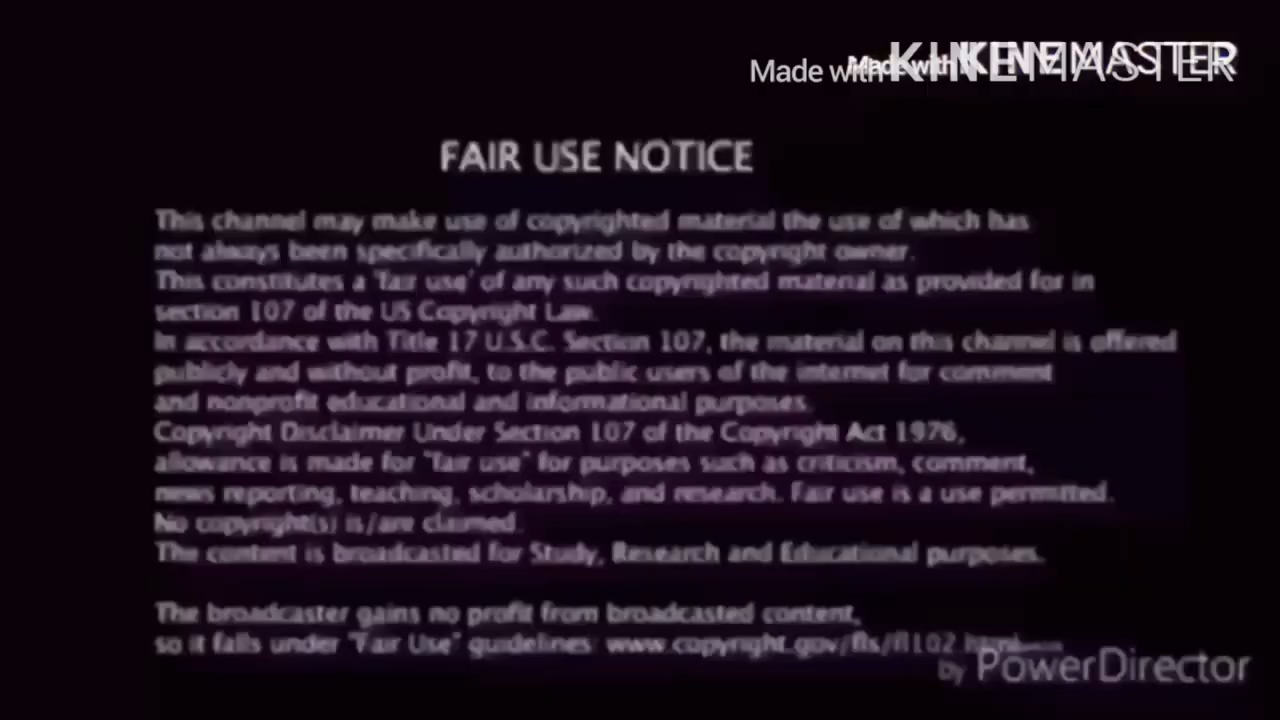 Made with KINEMASTER
Made with KINEMASTER
FAIR USE NOTICE
This channel may make use of copyrighted material the use of which has
not always been specifically authorized by the copyright owner.
This constitutes a 'fair use' of any such copyrighted material as provided for in
section 107 of the US Copyright Law.
In accordance with Title 17 U.S.C. Section 107, the material on this channel is offered
publicly and without profit, to the public users of the internet for comment
and nonprofit educational and informational purposes.
Copyright Disclaimer Under Section 107 of the Copyright Act 1976,
allowance is made for "fair use" for purposes such as criticism, comment,
news reporting, teaching, scholarship, and research. Fair use is a use permitted.
No copyright(s) is/are claimed.
The content is broadcasted for Study, Research and Educational purposes.
The broadcaster gains no profit from broadcasted content,
so it falls under "Fair Use" guidelines: www.copyright.gov/fls/fl102.html
by PowerDirector